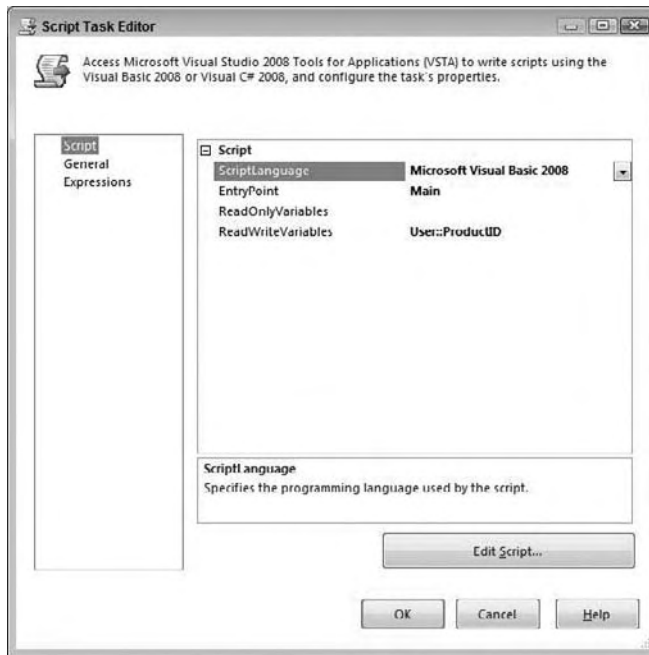 Script Task Editor
Access Microsoft Visual Studio 2008 Tools for Applications (VSTA) to write scripts using the
Visual Basic 2008 or Visual C# 2008, and configure the task's properties.
Script
General
Expressions
Script
ScriptLanguage Microsoft Visual Basic 2008
EntryPoint Main
ReadOnlyVariables
ReadWriteVariables User::ProductID
ScriptLanguage
Specifies the programming language used by the script.
Edit Script...
OK Cancel Help